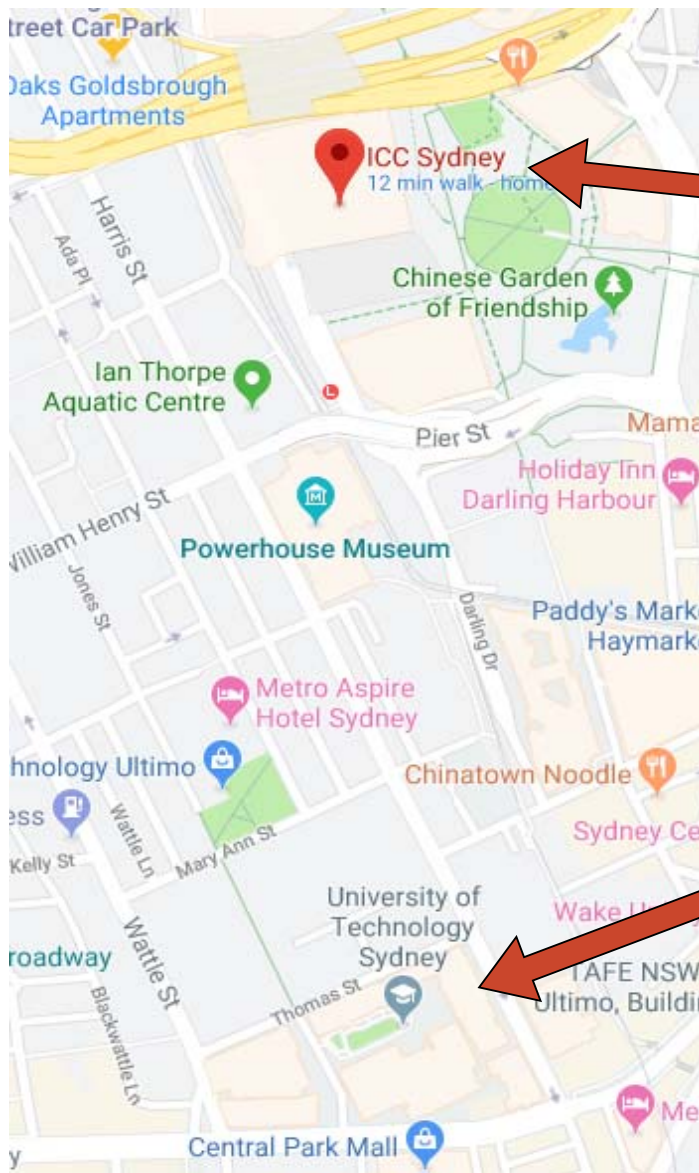 treet Car Park
Oaks Goldsbrough
Apartments
ICC Sydney
12 min walk - home
Harris St
Ada Pl
Chinese Garden
of Friendship
Ian Thorpe
Aquatic Centre
L
Pier St
Mama
Holiday Inn
Darling Harbour
William Henry St
M
Powerhouse Museum
Jones St
Darling Dr
Paddy's Mark
Haymark
Metro Aspire
Hotel Sydney
hnology Ultimo
Chinatown Noodle
ess
Wattle Ln
Mary Ann St
Sydney Ce
Kelly St
University of
Technology
Sydney
Wake
roadway
Wattle St
TAFE NSW
Ultimo, Buildin
Thomas St
Blackwattle Ln
Me
Central Park Mall
y